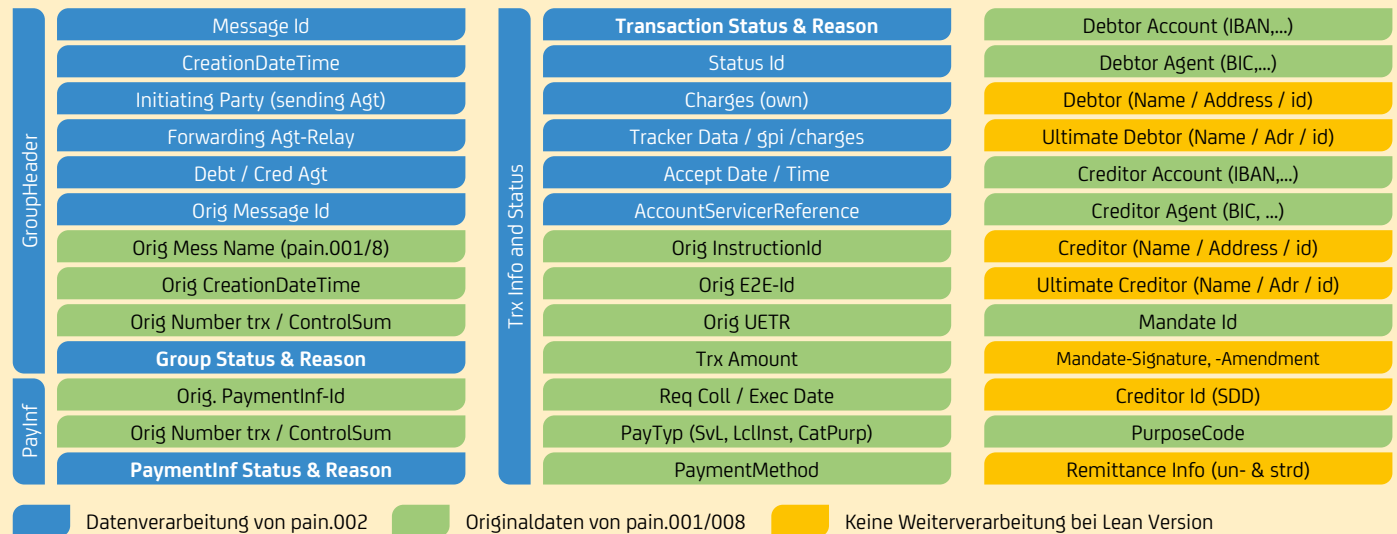 GroupHeader
Message Id
CreationDateTime
Initiating Party (sending Agt)
Forwarding Agt-Relay
Debt / Cred Agt
Orig Message Id
Orig Mess Name (pain.001/8)
Orig CreationDateTime
Orig Number trx / ControlSum
Group Status & Reason
PayInf
Orig. PaymentInf-Id
Orig Number trx / ControlSum
PaymentInf Status & Reason
Trx Info and Status
Transaction Status & Reason
Status Id
Charges (own)
Tracker Data / gpi /charges
Accept Date / Time
AccountServicerReference
Orig InstructionId
Orig E2E-Id
Orig UETR
Trx Amount
Req Coll / Exec Date
PayTyp (SvL, LclInst, CatPurp)
PaymentMethod
Debtor Account (IBAN,...)
Debtor Agent (BIC,...)
Debtor (Name / Address / id)
Ultimate Debtor (Name / Adr / id)
Creditor Account (IBAN,...)
Creditor Agent (BIC, ...)
Creditor (Name / Address / id)
Ultimate Creditor (Name / Adr / id)
Mandate Id
Mandate-Signature, -Amendment
Creditor Id (SDD)
PurposeCode
Remittance Info (un- & strd)
Datenverarbeitung von pain.002
Originaldaten von pain.001/008
Keine Weiterverarbeitung bei Lean Version